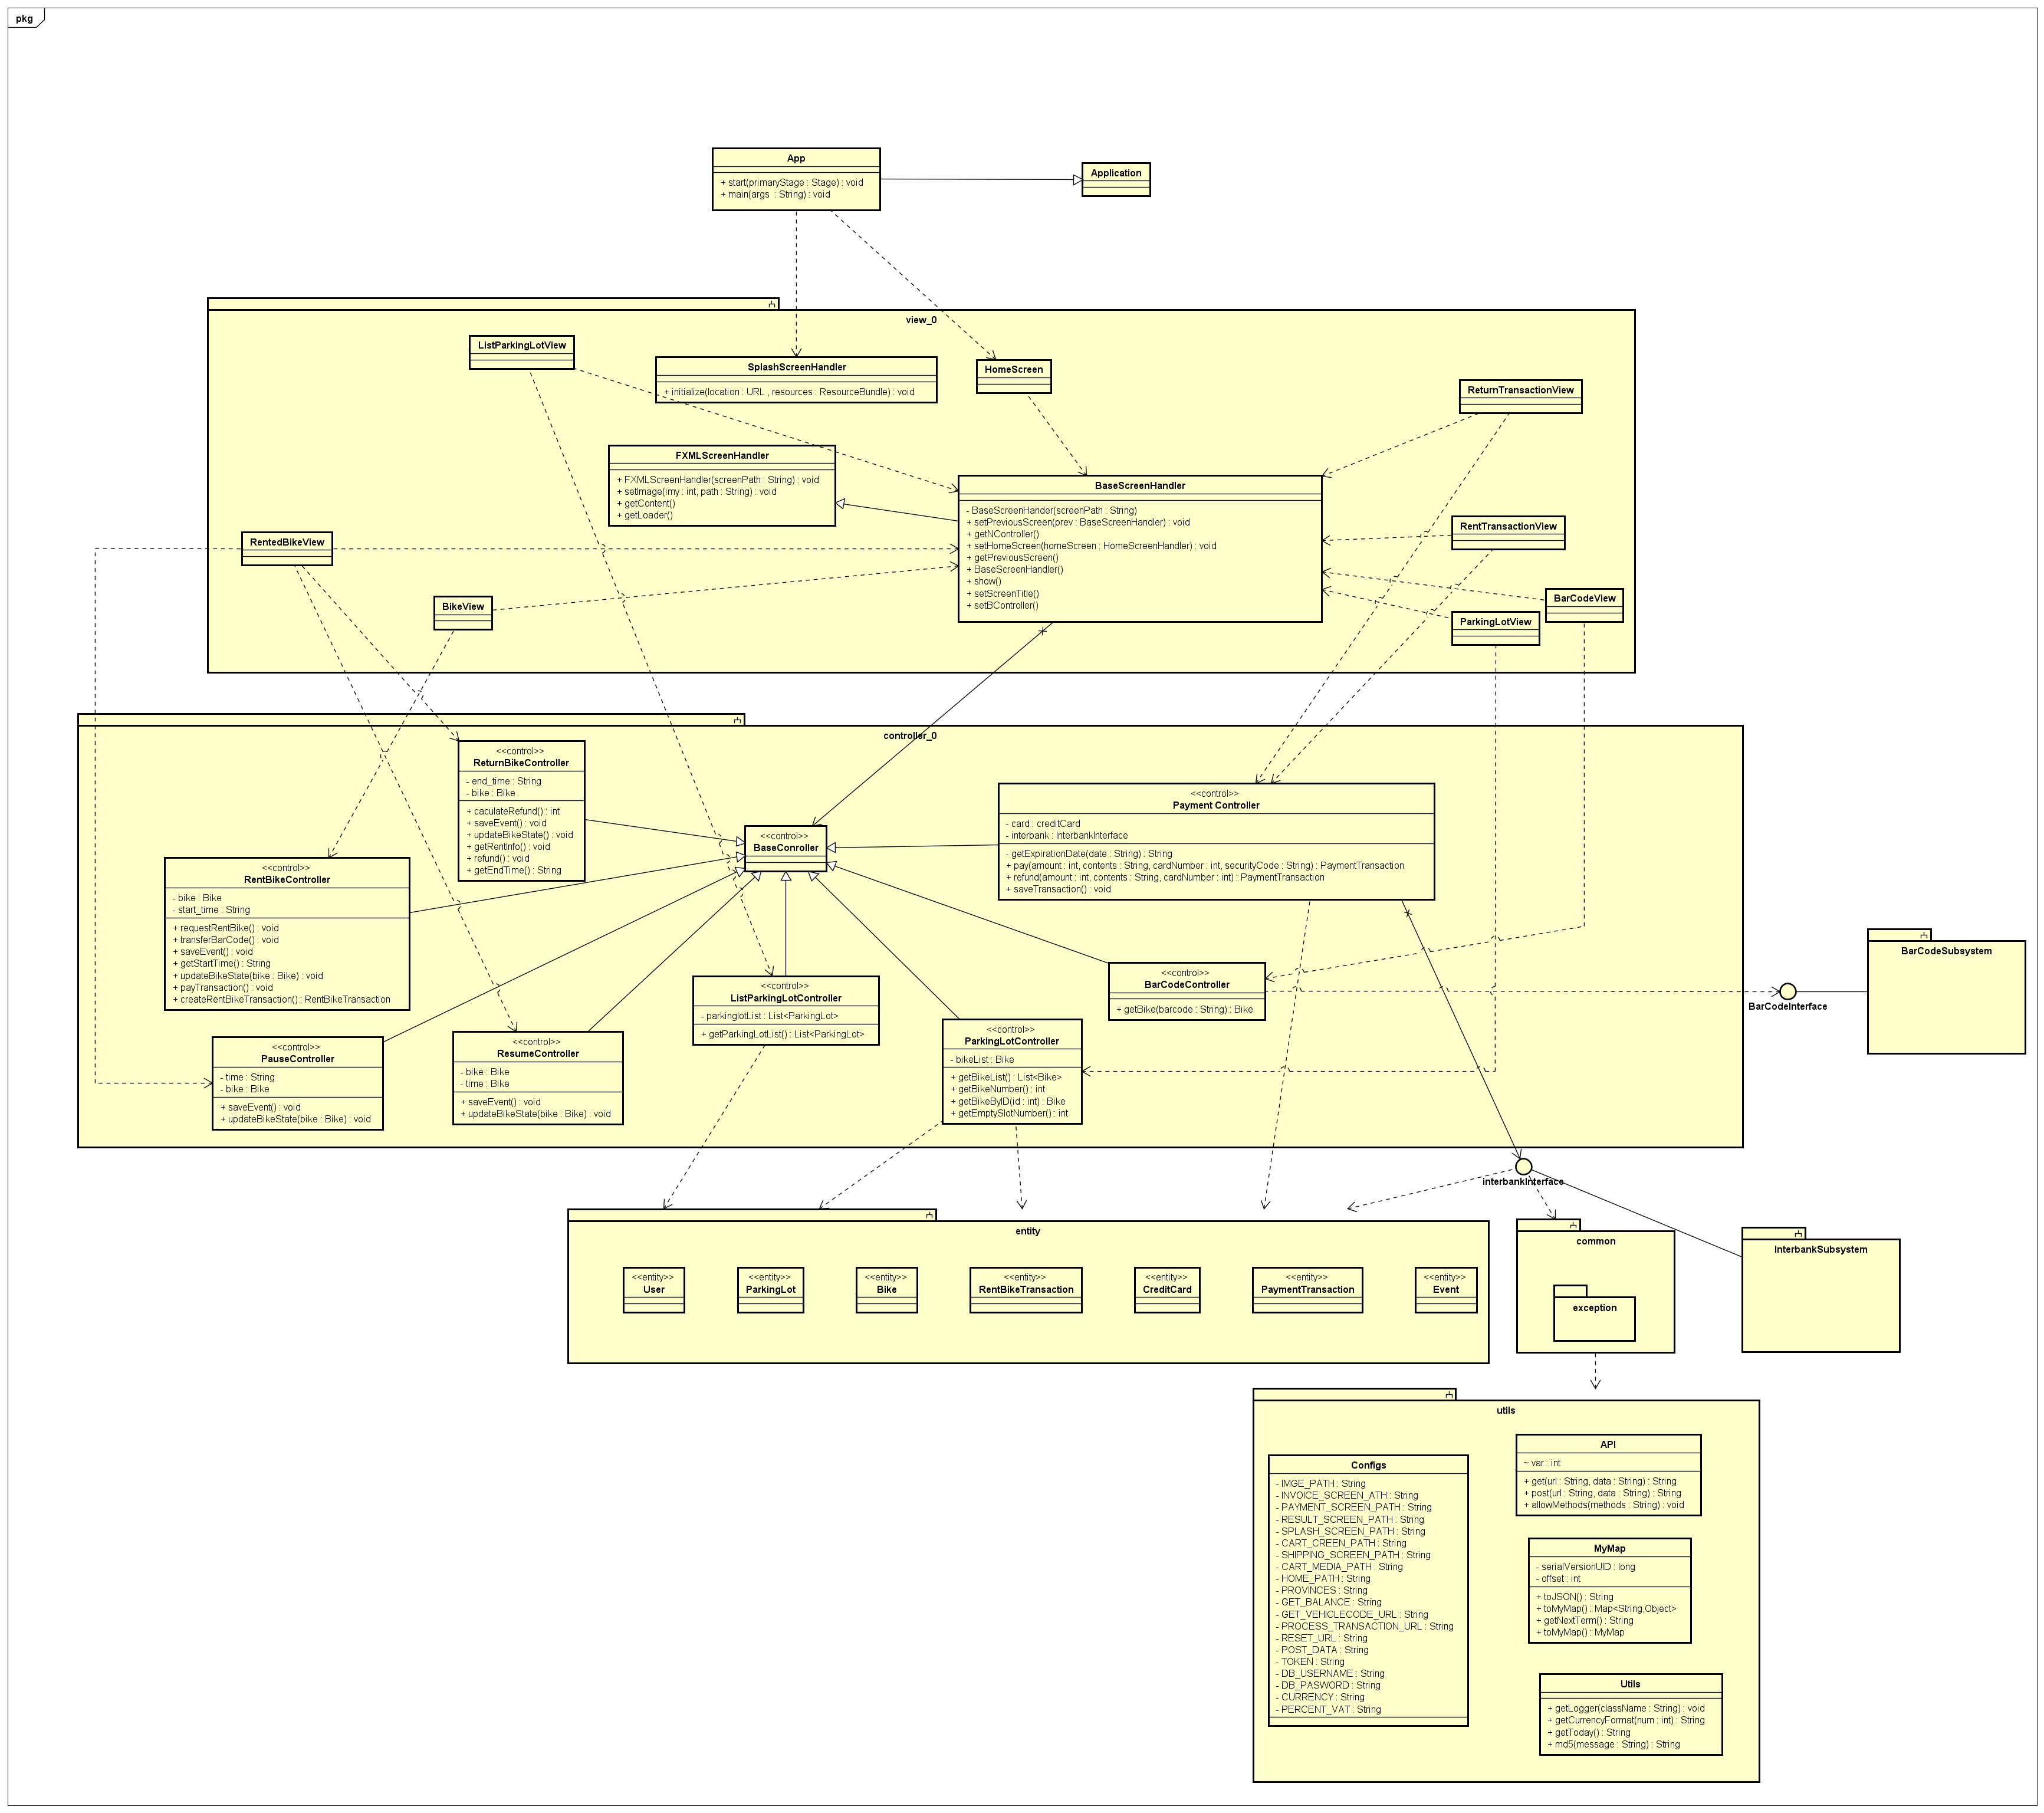 pkg
App
+ start(primaryStage : Stage) : void
+ main(args : String) : void
Application
view_0
ListParkingLotView
SplashScreenHandler
+ initialize(location : URL , resources : ResourceBundle) : void
HomeScreen
ReturnTransactionView
FXMLScreenHandler
+ FXMLScreenHandler(screenPath : String) : void
+ setImage(imy : int, path : String) : void
+ getContent()
+ getLoader()
BaseScreenHandler
- BaseScreenHander(screenPath : String)
+ setPreviousScreen(prev : BaseScreenHandler) : void
+ getNController()
+ setHomeScreen(homeScreen : HomeScreenHandler) : void
+ getPreviousScreen()
+ BaseScreenHandler()
+ show()
+ setScreenTitle()
+ setBController()
RentTransactionView
RentedBikeView
BikeView
BarCodeView
ParkingLotView
controller_0
<<control>>
ReturnBikeController
- end_time : String
- bike : Bike
+ caculateRefund() : int
+ saveEvent() : void
+ updateBikeState() : void
+ getRentInfo() : void
+ refund() : void
+ getEndTime() : String
<<control>>
BaseConroller
<<control>>
Payment Controller
- card : creditCard
- interbank : InterbankInterface
- getExpirationDate(date : String) : String
+ pay(amount : int, contents : String, cardNumber : int, securityCode : String) : PaymentTransaction
+ refund(amount : int, contents : String, cardNumber : int) : PaymentTransaction
+ saveTransaction() : void
<<control>>
RentBikeController
- bike : Bike
- start_time : String
+ requestRentBike() : void
+ transferBarCode() : void
+ saveEvent() : void
+ getStartTime() : String
+ updateBikeState(bike : Bike) : void
+ payTransaction() : void
+ createRentBikeTransaction() : RentBikeTransaction
<<control>>
PauseController
- time : String
- bike : Bike
+ saveEvent() : void
+ updateBikeState(bike : Bike) : void
<<control>>
ResumeController
- bike : Bike
- time : Bike
+ saveEvent() : void
+ updateBikeState(bike : Bike) : void
<<control>>
ListParkingLotController
- parkinglotList : List<ParkingLot>
+ getParkingLotList() : List<ParkingLot>
<<control>>
ParkingLotController
- bikeList : Bike
+ getBikeList() : List<Bike>
+ getBikeNumber() : int
+ getBikeByID(id : int) : Bike
+ getEmptySlotNumber() : int
<<control>>
BarCodeController
+ getBike(barcode : String) : Bike
BarCodeInterface
BarCodeSubsystem
interbankInterface
entity
<<entity>>
User
<<entity>>
ParkingLot
<<entity>>
Bike
<<entity>>
RentBikeTransaction
<<entity>>
CreditCard
<<entity>>
PaymentTransaction
<<entity>>
Event
common
exception
InterbankSubsystem
utils
Configs
- IMGE_PATH : String
- INVOICE_SCREEN_ATH : String
- PAYMENT_SCREEN_PATH : String
- RESULT_SCREEN_PATH : String
- SPLASH_SCREEN_PATH : String
- CART_CREEN_PATH : String
- SHIPPING_SCREEN_PATH : String
- CART_MEDIA_PATH : String
- HOME_PATH : String
- PROVINCES : String
- GET_BALANCE : String
- GET_VEHICLECODE_URL : String
- PROCESS_TRANSACTION_URL : String
- RESET_URL : String
- POST_DATA : String
- TOKEN : String
- DB_USERNAME : String
- DB_PASWORD : String
- CURRENCY : String
- PERCENT_VAT : String
API
~ var : int
+ get(url : String, data : String) : String
+ post(url : String, data : String) : String
+ allowMethods(methods : String) : void
MyMap
- serialVersionUID : long
- offset : int
+ toJSON() : String
+ toMyMap() : Map<String,Object>
+ getNextTerm() : String
+ toMyMap() : MyMap
Utils
+ getLogger(className : String) : void
+ getCurrencyFormat(num : int) : String
+ getToday() : String
+ md5(message : String) : String